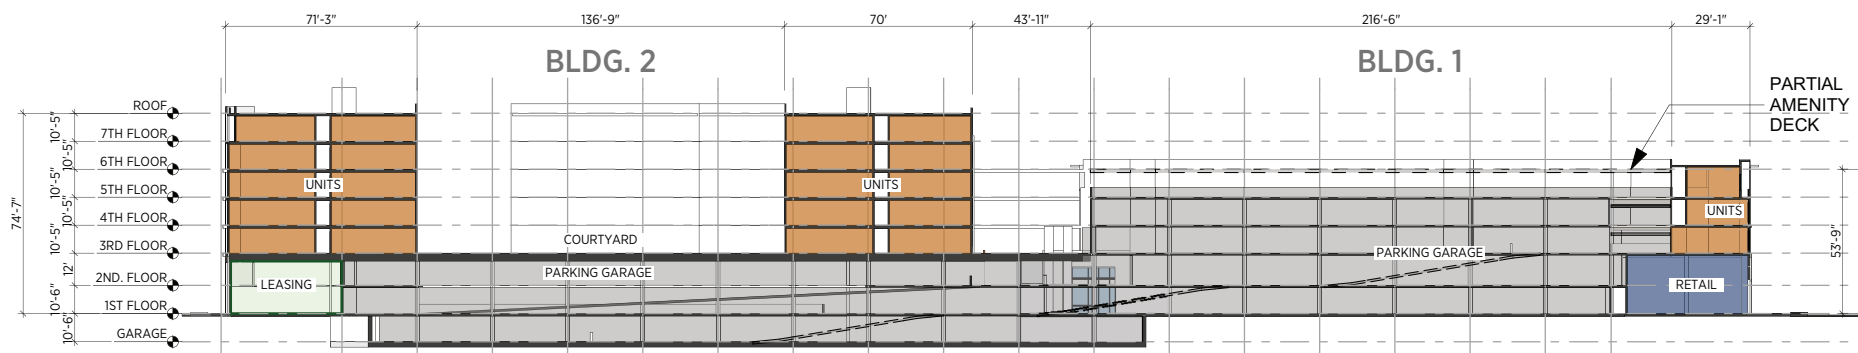 71'-3"
136'-9"
70'
43'-11"
216'-6"
29'-1"
BLDG. 2
BLDG. 1
PARTIAL
AMENITY
DECK
ROOF
10'-5"
7TH FLOOR
10'-5"
6TH FLOOR
10'-5"
5TH FLOOR
10'-5"
4TH FLOOR
10'-5"
3RD FLOOR
12'
2ND. FLOOR
10'-6"
1ST FLOOR
10'-6"
GARAGE
74'-7"
UNITS
UNITS
UNITS
COURTYARD
PARKING GARAGE
PARKING GARAGE
LEASING
RETAIL
53'-9"